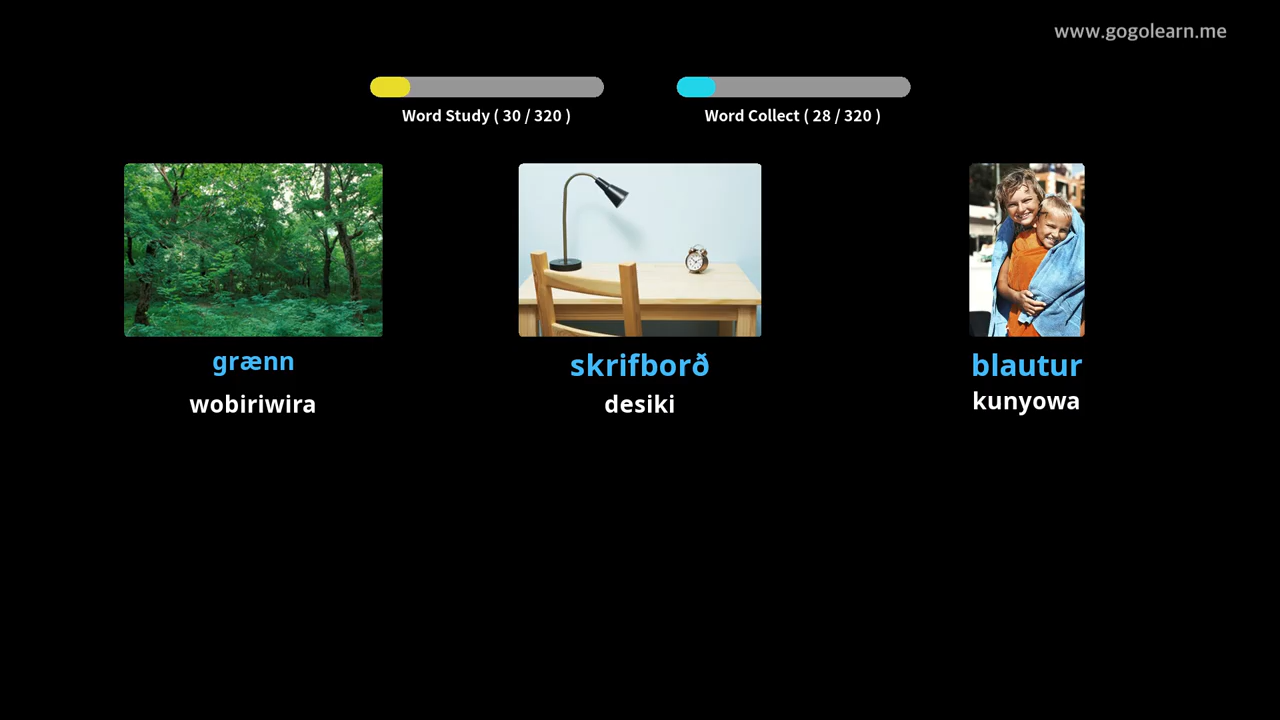 www.gogolearn.me
Word Study ( 30 / 320 )
Word Collect ( 28 / 320 )
grænn
wobiriwira
skrifborð
desiki
blautur
kunyowa